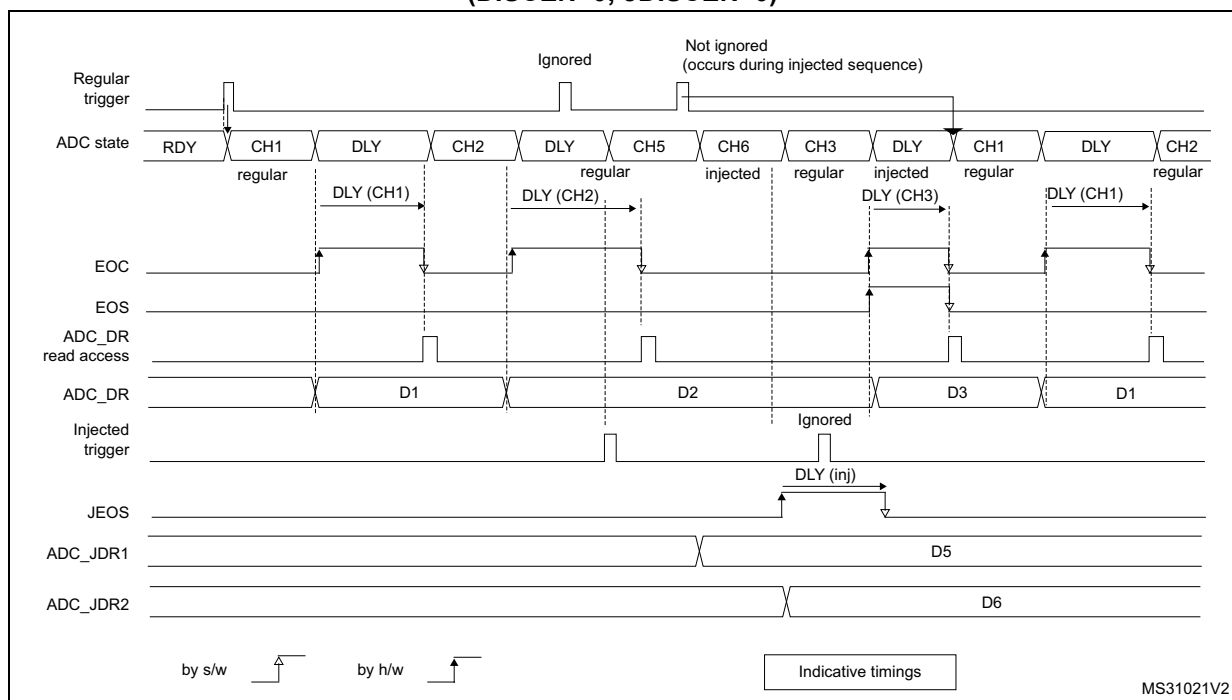 Not ignored
Ignored
(occurs during injected sequence)
Regular
trigger
ADC state
RDY CH1 DLY CH2 DLY CH5 CH6 CH3 DLY CH1 DLY CH2
regular regular injected regular injected regular regular
DLY (CH1) DLY (CH2) DLY (CH3) DLY (CH1)
EOC
EOS
ADC_DR
read access
ADC_DR D1 D2 D3 D1
Ignored
Injected
trigger
DLY (inj)
JEOS
ADC_JDR1 D5
ADC_JDR2 D6
by s/w by h/w Indicative timings
MS31021V2